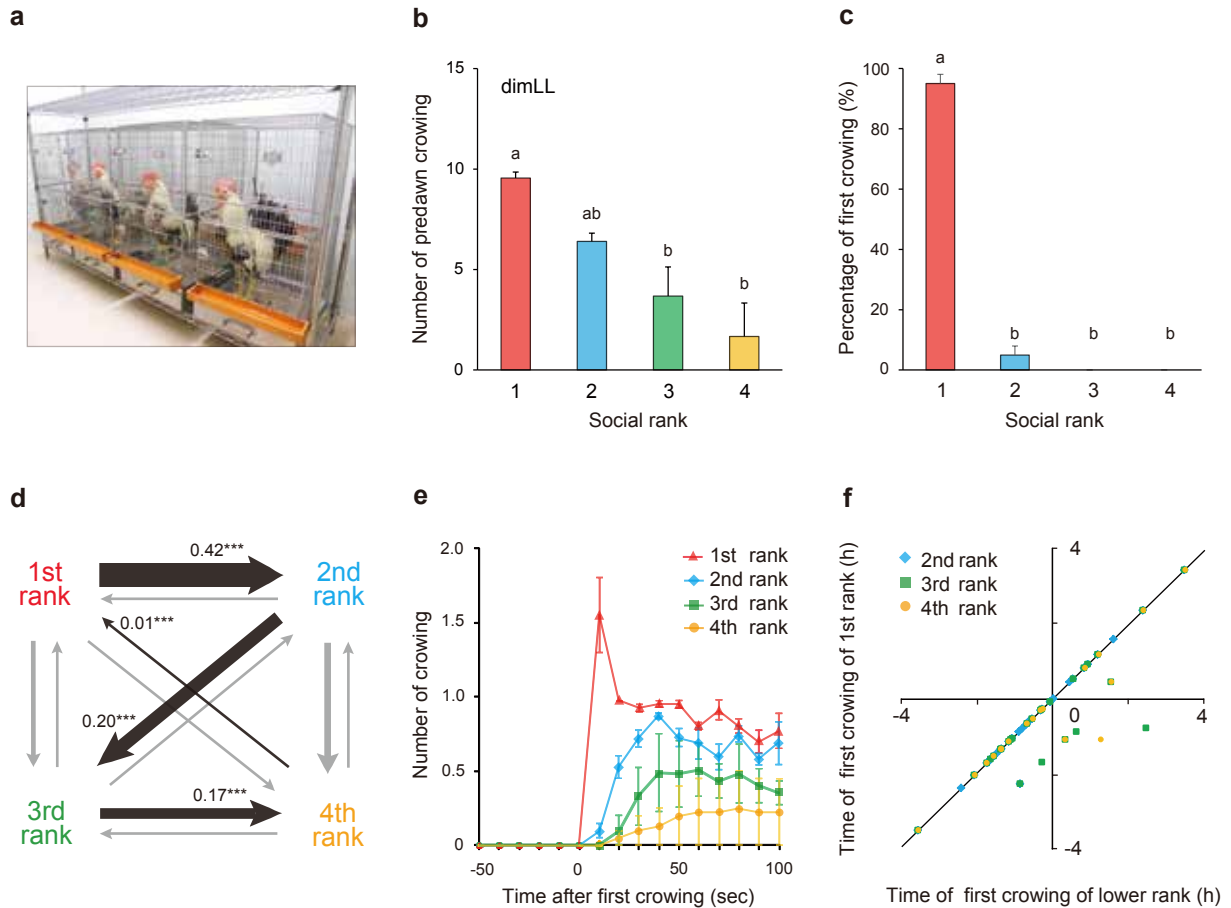 a
b
15
10
5
0
dimLL
a
ab
b
b
1
2
3
4
Number of predawn crowing
Social rank
c
100
80
60
40
20
0
a
b
b
b
1
2
3
4
Percentage of first crowing (%)
Social rank
d
1st
rank
2nd
rank
3rd
rank
4th
rank
0.42***
0.01***
0.20***
0.17***
e
2.0
1.5
1.0
0.5
0
-50
0
50
100
1st rank
2nd rank
3rd rank
4th rank
Number of crowing
Time after first crowing (sec)
f
4
-4
0
4
-4
2nd rank
3rd rank
4th rank
Time of first crowing of 1st rank (h)
Time of first crowing of lower rank (h)